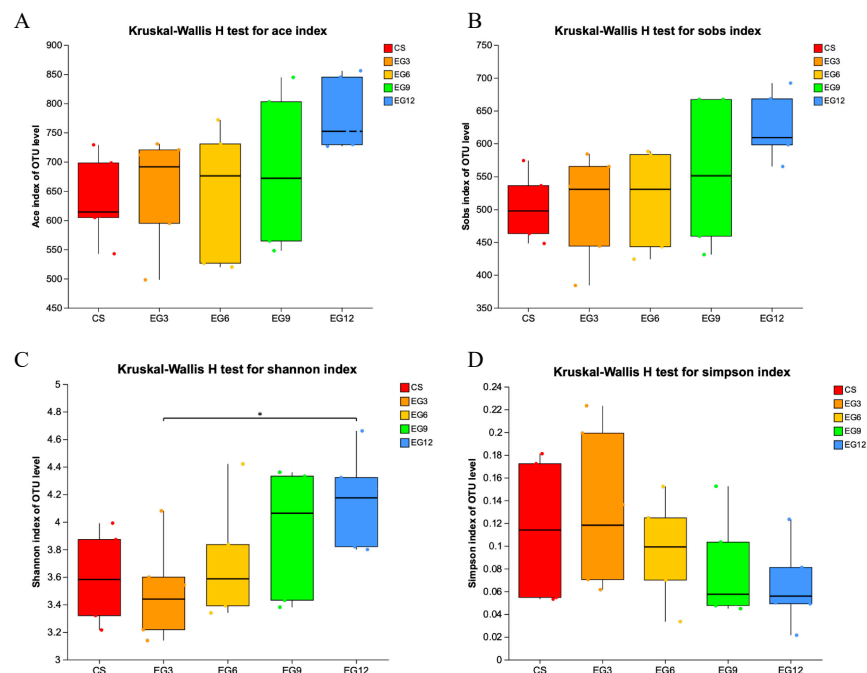 A
Kruskal-Wallis H test for ace index
Ace index of OTU level
900
850
800
750
700
650
600
550
500
450
CS
EG3
EG6
EG9
EG12
CS
EG3
EG6
EG9
EG12
B
Kruskal-Wallis H test for sobs index
Sobs index of OTU level
750
700
650
600
550
500
450
400
350
CS
EG3
EG6
EG9
EG12
CS
EG3
EG6
EG9
EG12
C
Kruskal-Wallis H test for shannon index
Shannon index of OTU level
5
4.8
4.6
4.4
4.2
4
3.8
3.6
3.4
3.2
3
*
CS
EG3
EG6
EG9
EG12
CS
EG3
EG6
EG9
EG12
D
Kruskal-Wallis H test for simpson index
Simpson index of OTU level
0.24
0.22
0.2
0.18
0.16
0.14
0.12
0.1
0.08
0.06
0.04
0.02
0
CS
EG3
EG6
EG9
EG12
CS
EG3
EG6
EG9
EG12